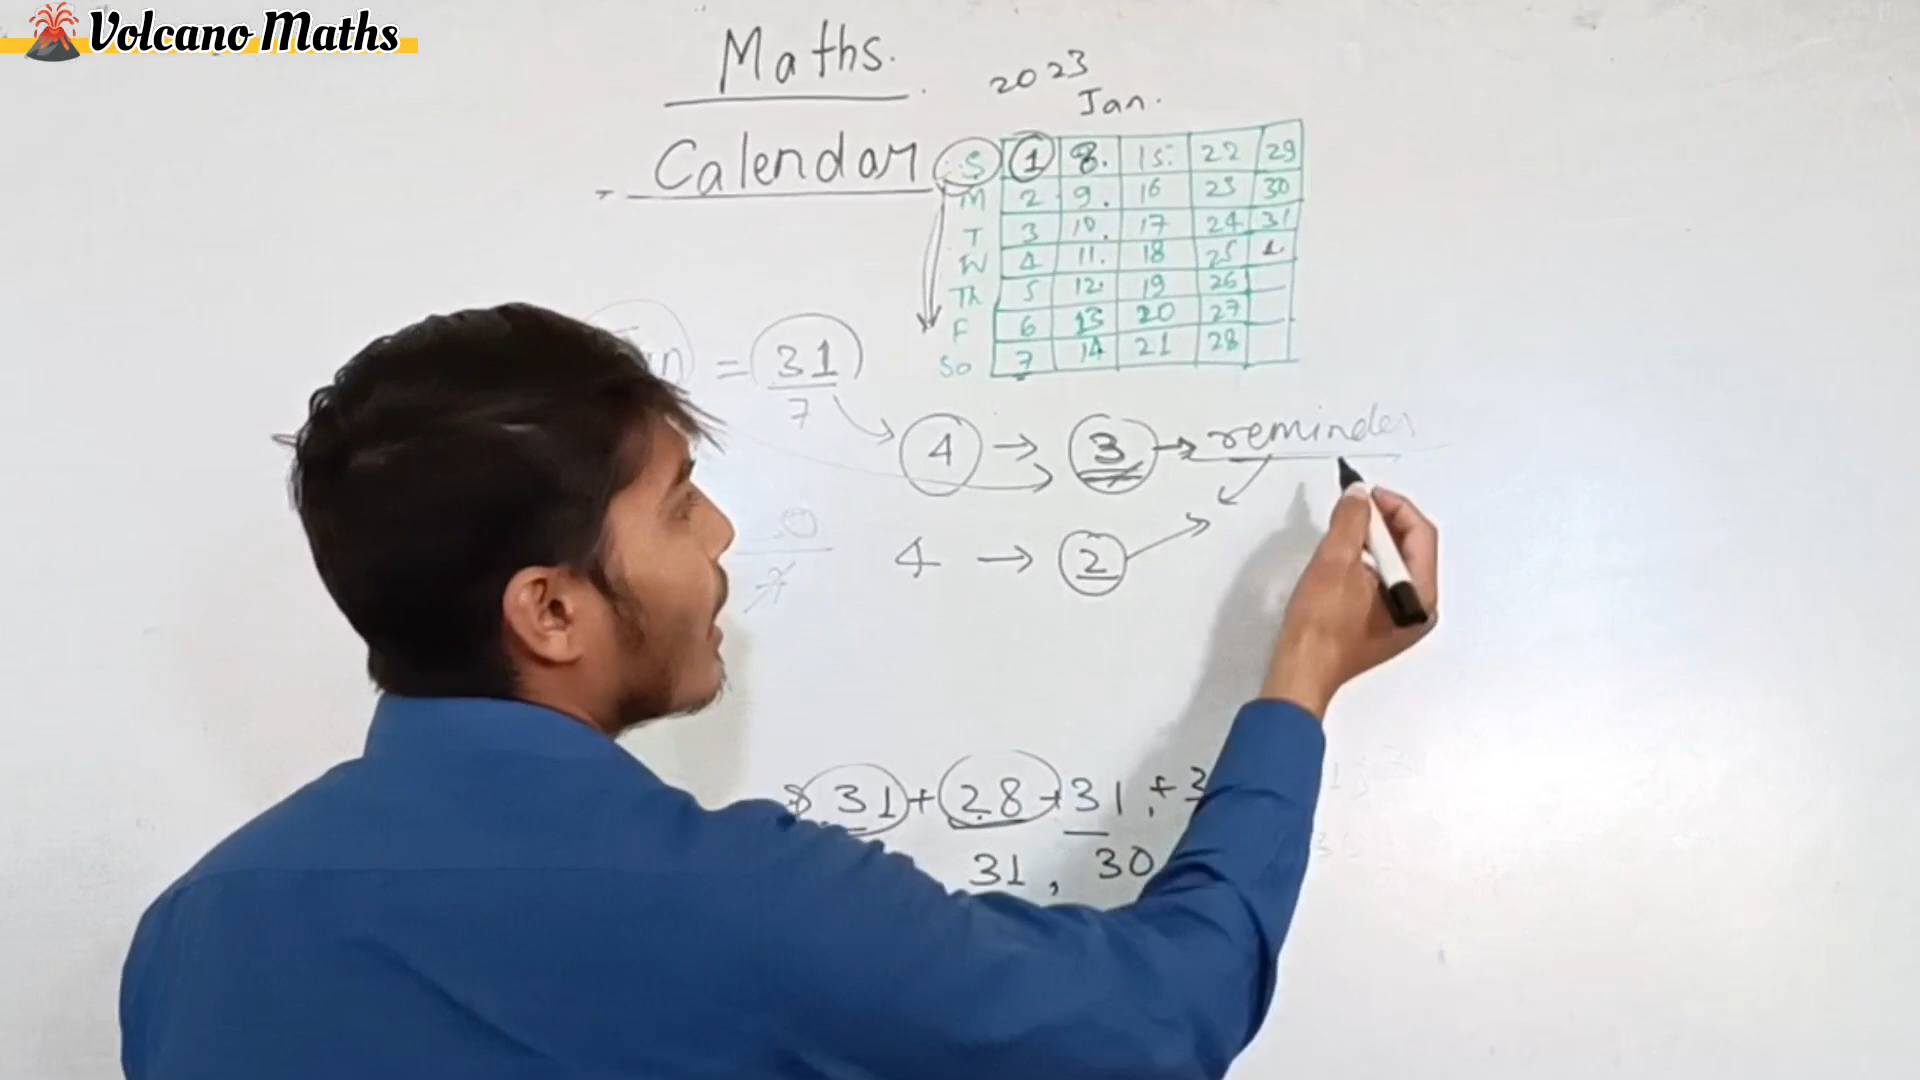 Volcano Maths
Maths.
2023
Jan.
Calendar
S 1 8. 15. 22 29
M 2 9. 16 23 30
T 3 10. 17 24 31
W 4 11. 18 25 1.
Th 5 12. 19 26
F 6 13 20 27
Sa 7 14 21 28
= 31
7
4 → 3 → reminder
4 → 2
31 + 28 + 31, +
31, 30